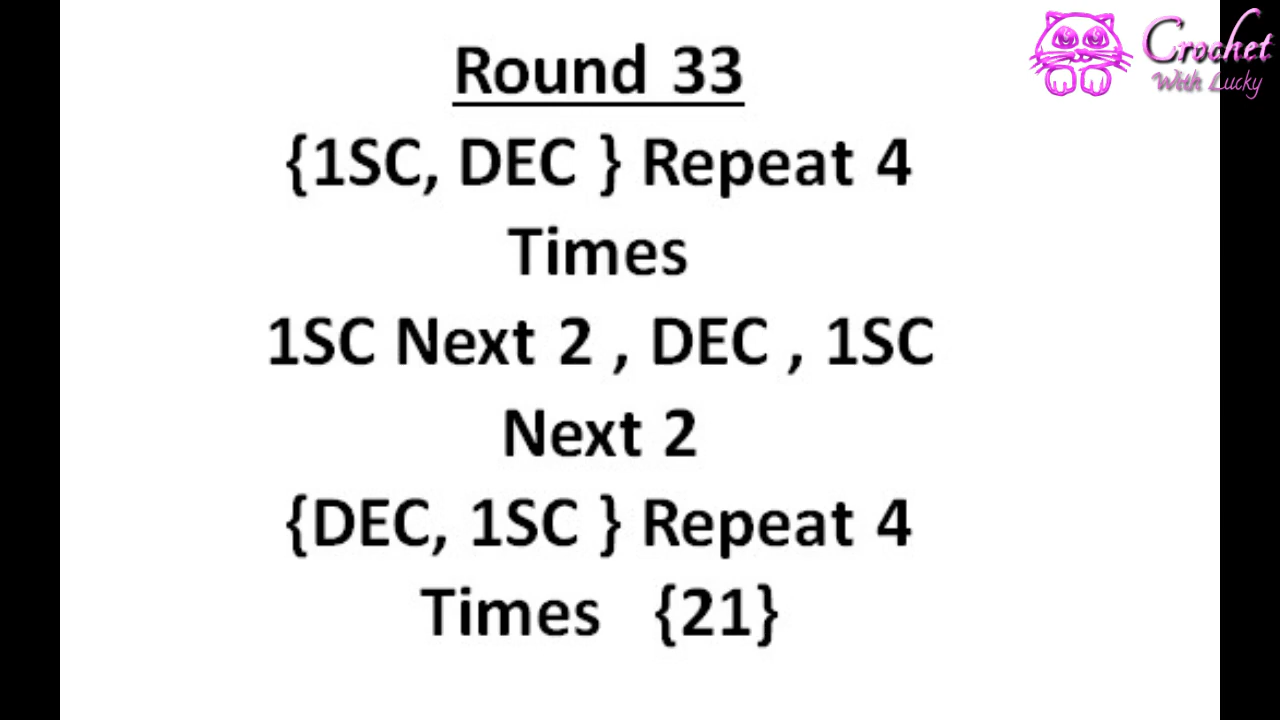 Round 33
{1SC, DEC } Repeat 4
Times
1SC Next 2 , DEC , 1SC
Next 2
{DEC, 1SC } Repeat 4
Times {21}
Crochet
With Lucky